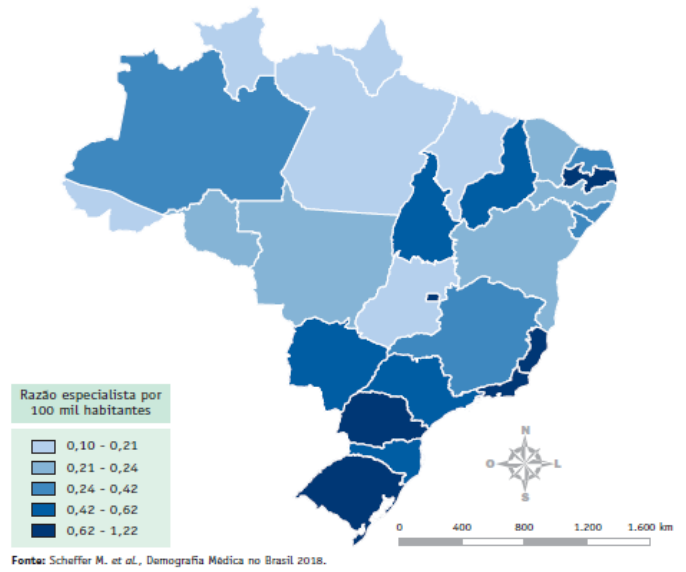 Razão especialista por
100 mil habitantes
0,10 - 0,21
0,21 - 0,24
0,24 - 0,42
0,42 - 0,62
0,62 - 1,22
N
O
L
S
0
400
800
1.200
1.600 km
Fonte: Scheffer M. et al., Demografia Médica no Brasil 2018.